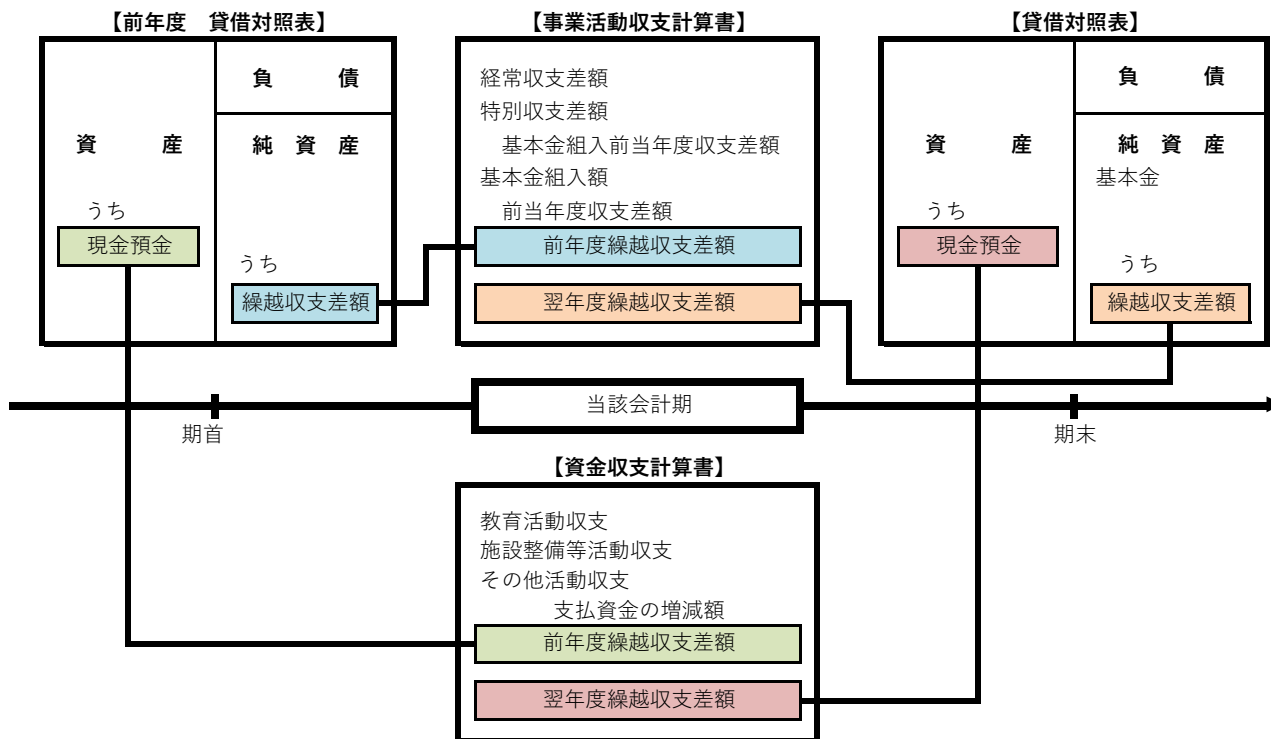 【前年度　貸借対照表】
負　債
資　産
純　資　産
うち
現金預金
うち
繰越収支差額
【事業活動収支計算書】
経常収支差額
特別収支差額
基本金組入前当年度収支差額
基本金組入額
前当年度収支差額
前年度繰越収支差額
翌年度繰越収支差額
【貸借対照表】
負　債
資　産
純　資　産
基本金
うち
現金預金
うち
繰越収支差額
当該会計期
期首
期末
【資金収支計算書】
教育活動収支
施設整備等活動収支
その他活動収支
支払資金の増減額
前年度繰越収支差額
翌年度繰越収支差額